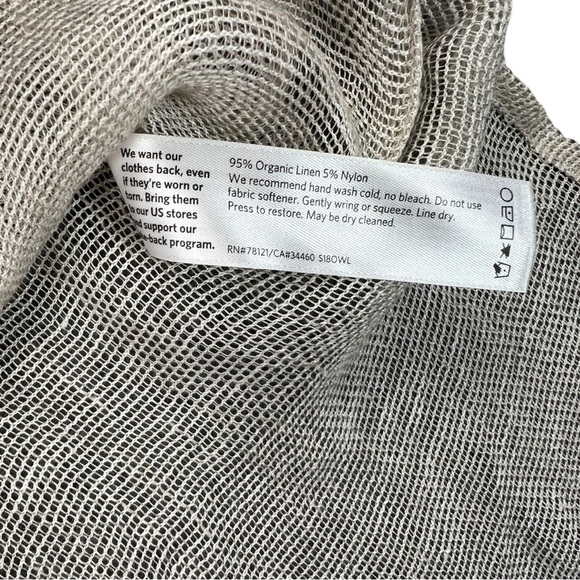 We want our
clothes back, even
if they're worn or
torn. Bring them
to our US stores
and support our
-back program.
95% Organic Linen 5% Nylon
We recommend hand wash cold, no bleach. Do not use
fabric softener. Gently wring or squeeze. Line dry.
Press to restore. May be dry cleaned.
RN#78121/CA#34460 S18OWL